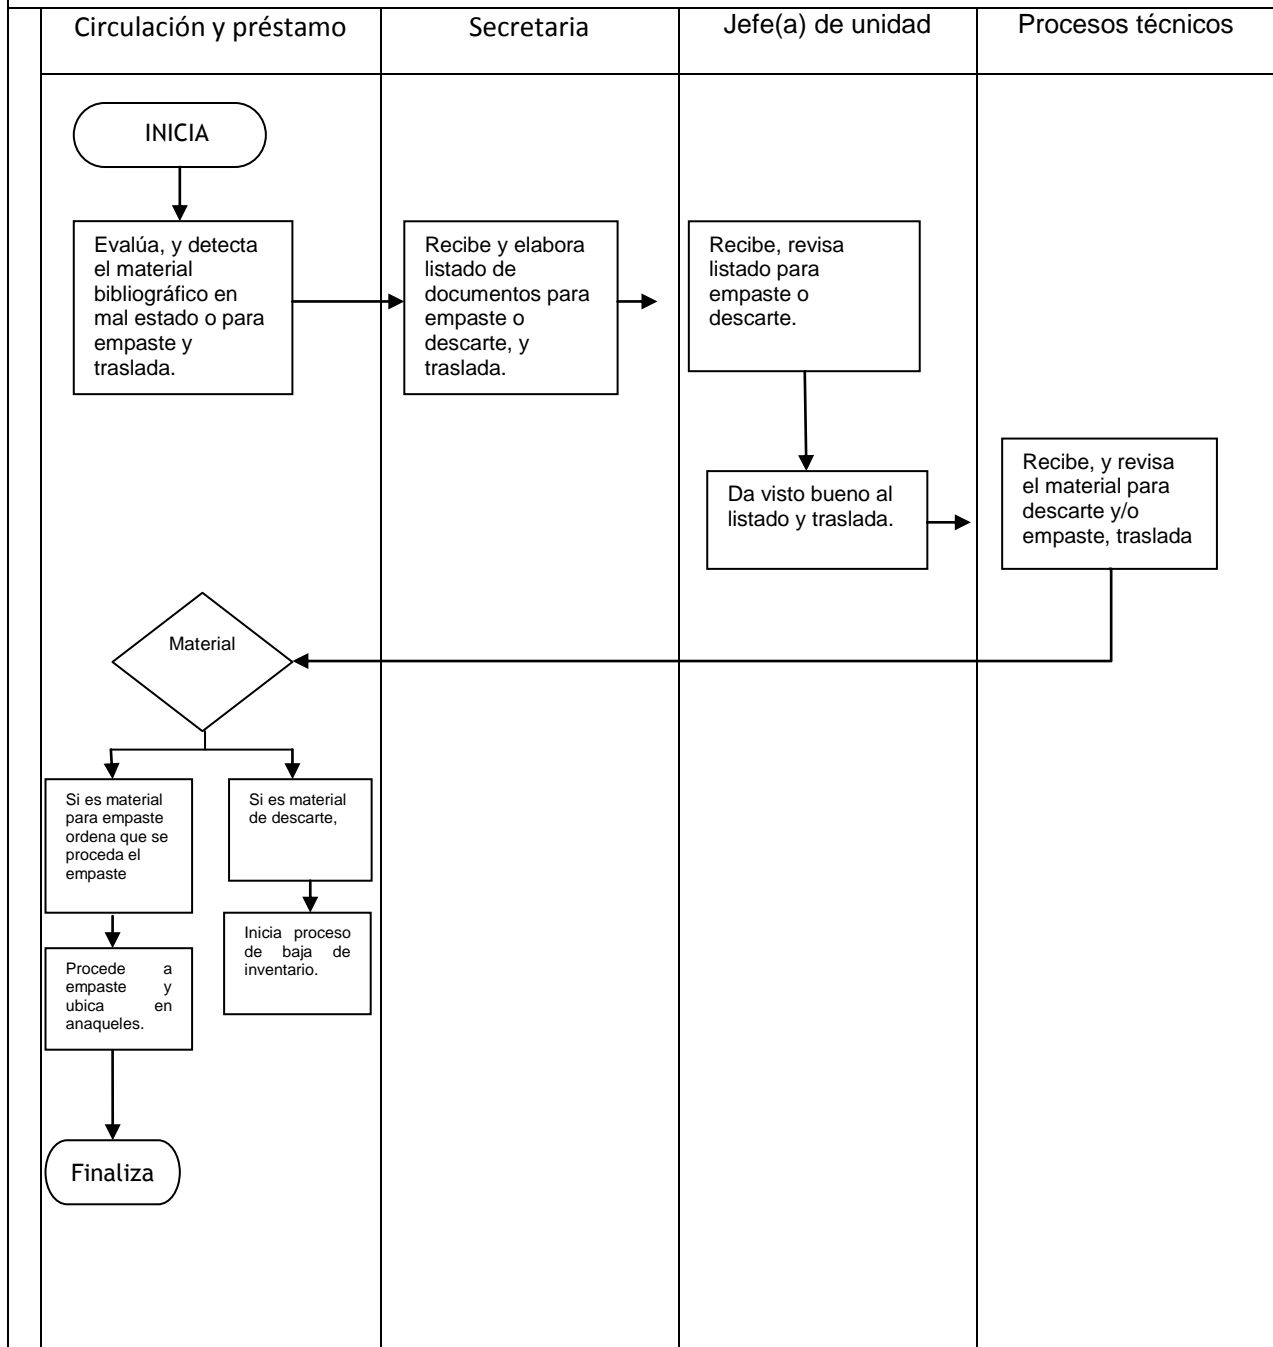 Circulación y préstamo
Secretaria
Jefe(a) de unidad
Procesos técnicos
INICIA
Evalúa, y detecta
el material
bibliográfico en
mal estado o para
empaste y
traslada.
Recibe y elabora
listado de
documentos para
empaste o
descarte, y
traslada.
Recibe, revisa
listado para
empaste o
descarte.
Da visto bueno al
listado y traslada.
Recibe, y revisa
el material para
descarte y/o
empaste, traslada
Material
Si es material
para empaste
ordena que se
proceda el
empaste
Si es material
de descarte,
Inicia proceso
de baja de
inventario.
Procede a
empaste y
ubica en
anaqueles.
Finaliza